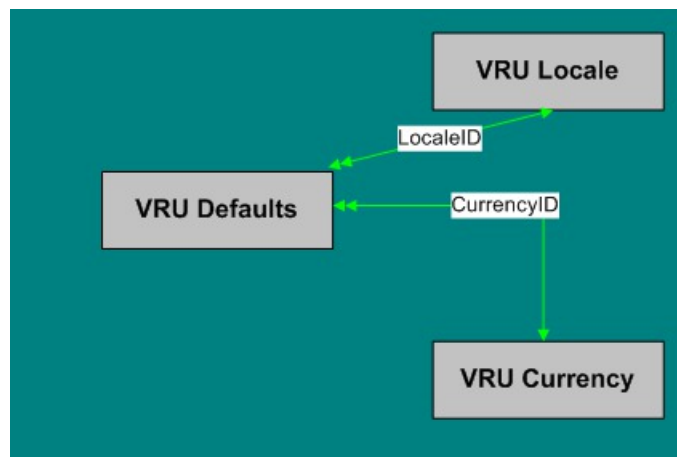 VRU Locale
LocaleID
VRU Defaults
CurrencyID
VRU Currency